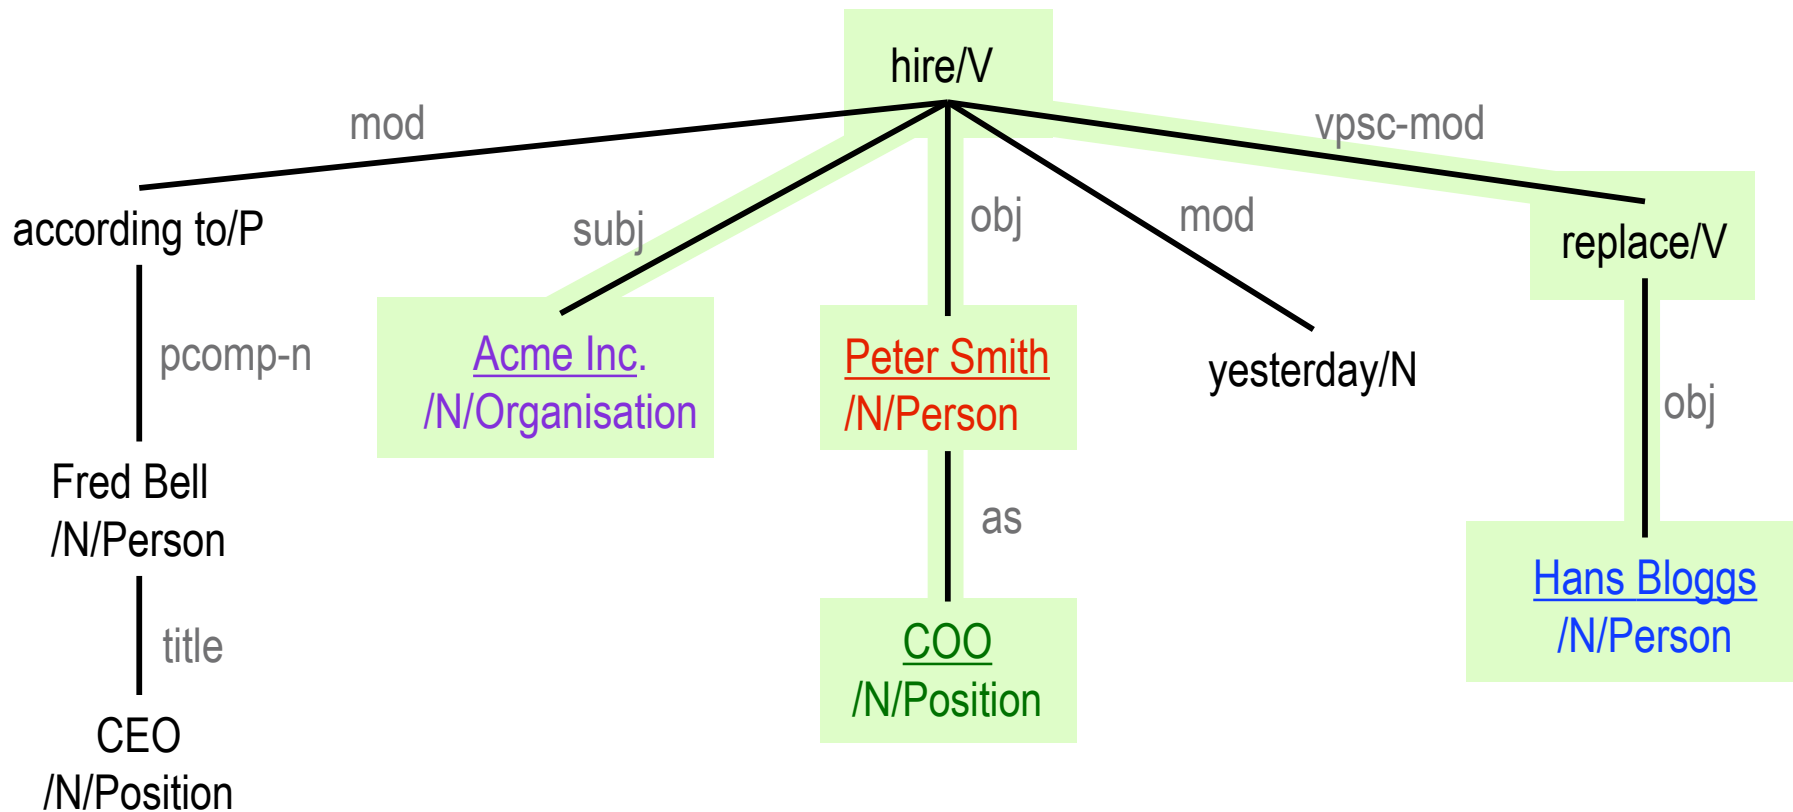 hire/V
mod
vpsc-mod
according to/P
subj
obj
mod
replace/V
pcomp-n
Acme Inc.
/N/Organisation
Peter Smith
/N/Person
yesterday/N
obj
Fred Bell
/N/Person
as
Hans Bloggs
/N/Person
title
COO
/N/Position
CEO
/N/Position